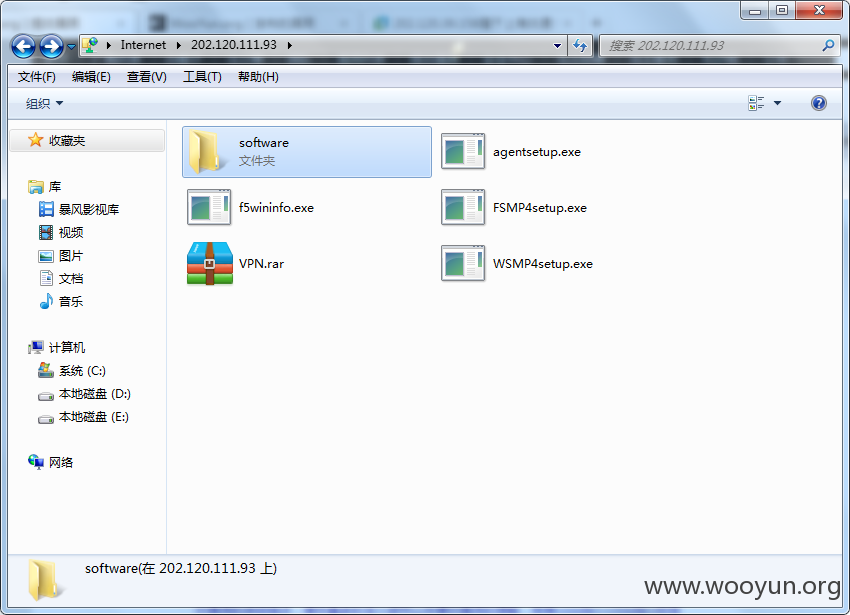 Internet 202.120.111.93
搜索 202.120.111.93
文件(F) 编辑(E) 查看(V) 工具(T) 帮助(H)
组织
收藏夹
库
暴风影视库
视频
图片
文档
音乐
计算机
系统 (C:)
本地磁盘 (D:)
本地磁盘 (E:)
网络
software
文件夹
agentsetup.exe
f5wininfo.exe
FSMP4setup.exe
VPN.rar
WSMP4setup.exe
software(在 202.120.111.93 上)
www.wooyun.org